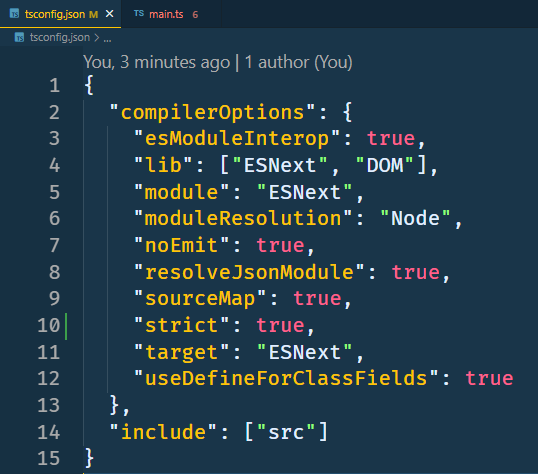 TS tsconfig.json M × TS main.ts 6
TS tsconfig.json > ...
You, 3 minutes ago | 1 author (You)
1 {
2 "compilerOptions": {
3 "esModuleInterop": true,
4 "lib": ["ESNext", "DOM"],
5 "module": "ESNext",
6 "moduleResolution": "Node",
7 "noEmit": true,
8 "resolveJsonModule": true,
9 "sourceMap": true,
10 "strict": true,
11 "target": "ESNext",
12 "useDefineForClassFields": true
13 },
14 "include": ["src"]
15 }